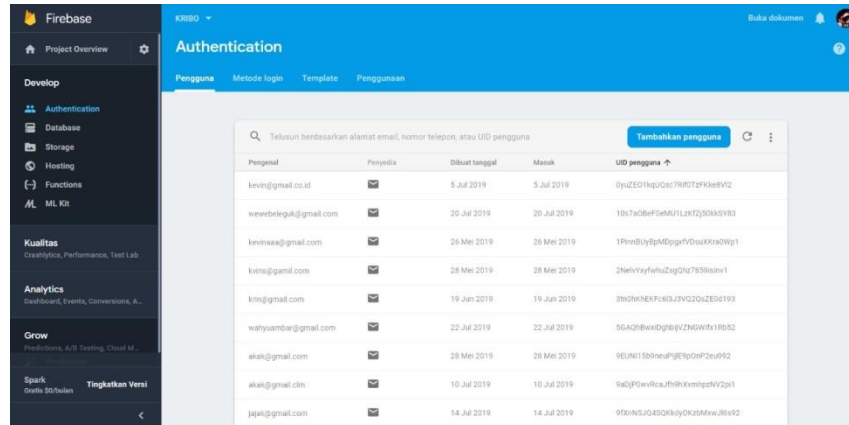 Firebase
KRIBO
Buka dokumen
Project Overview
Authentication
Develop
Pengguna Metode login Template Penggunaan
Authentication
Database
Storage
Hosting
Functions
ML Kit
Kualitas
Crashlytics, Performance, Test Lab
Analytics
Dashboard, Events, Conversions, A...
Grow
Predictions, A/B Testing, Cloud M...
Spark
Gratis $0/bulan
Tingkatkan Versi
Telusuri berdasarkan alamat email, nomor telepon, atau UID pengguna
Tambahkan pengguna
Pengenal Penyedia Dibuat tanggal Masuk UID pengguna
kevin@gmail.co.id 5 Jul 2019 5 Jul 2019
wewebeleguk@gmail.com 20 Jul 2019 20 Jul 2019
kevinaaa@gmail.com 26 Mei 2019 26 Mei 2019
kvins@gamil.com 28 Mei 2019 28 Mei 2019
krin@gmail.com 19 Jun 2019 19 Jun 2019
wahyuambar@gmail.com 22 Jul 2019 22 Jul 2019
akak@gmail.com 28 Mei 2019 28 Mei 2019
akak@gmail.clm 10 Jul 2019 10 Jul 2019
jajak@gmail.com 14 Jul 2019 14 Jul 2019